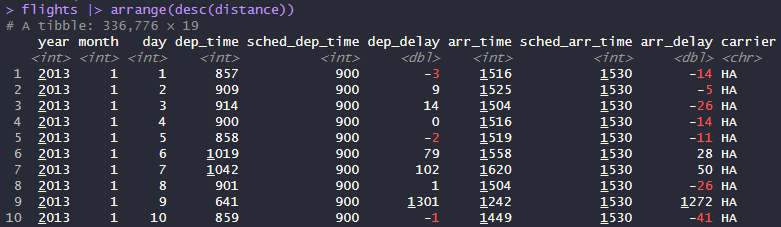 > flights |> arrange(desc(distance))
# A tibble: 336,776 × 19
year month day dep_time sched_dep_time dep_delay arr_time sched_arr_time arr_delay carrier
<int> <int> <int> <int> <int> <dbl> <int> <int> <dbl> <chr>
1 2013 1 1 857 900 -3 1516 1530 -14 HA
2 2013 1 2 909 900 9 1525 1530 -5 HA
3 2013 1 3 914 900 14 1504 1530 -26 HA
4 2013 1 4 900 900 0 1516 1530 -14 HA
5 2013 1 5 858 900 -2 1519 1530 -11 HA
6 2013 1 6 1019 900 79 1558 1530 28 HA
7 2013 1 7 1042 900 102 1620 1530 50 HA
8 2013 1 8 901 900 1 1504 1530 -26 HA
9 2013 1 9 641 900 1301 1242 1530 1272 HA
10 2013 1 10 859 900 -1 1449 1530 -41 HA